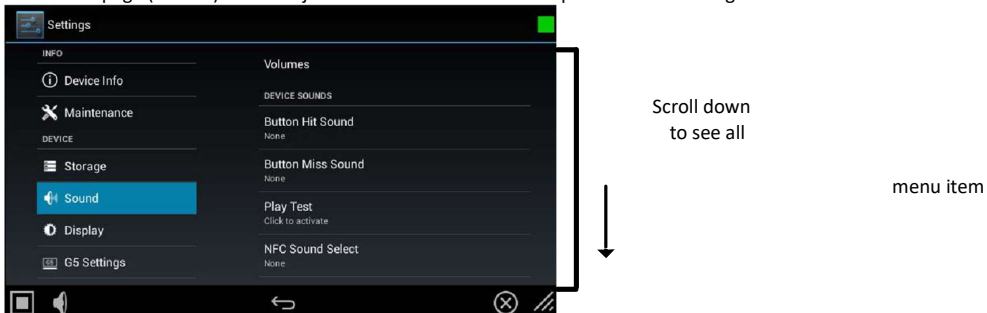 Settings
INFO
Device Info
Maintenance
DEVICE
Storage
Sound
Display
G5 Settings
Volumes
DEVICE SOUNDS
Button Hit Sound
None
Button Miss Sound
None
Play Test
Click to activate
NFC Sound Select
None
Scroll down
to see all
menu item